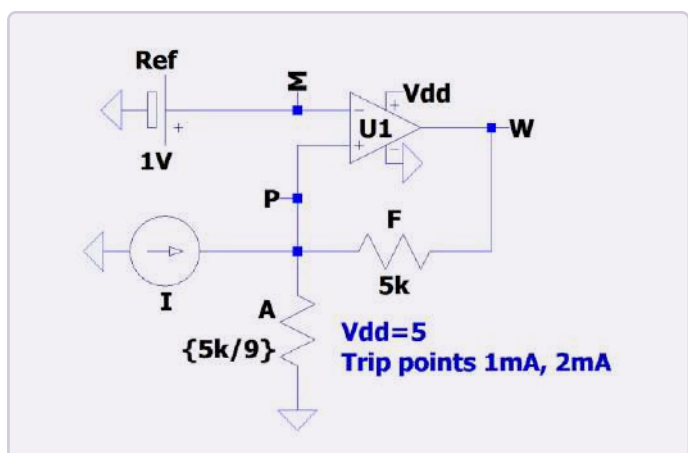 Ref
M
Vdd
U1
W
1V
P
F
I
5k
A
{5k/9}
Vdd=5
Trip points 1mA, 2mA